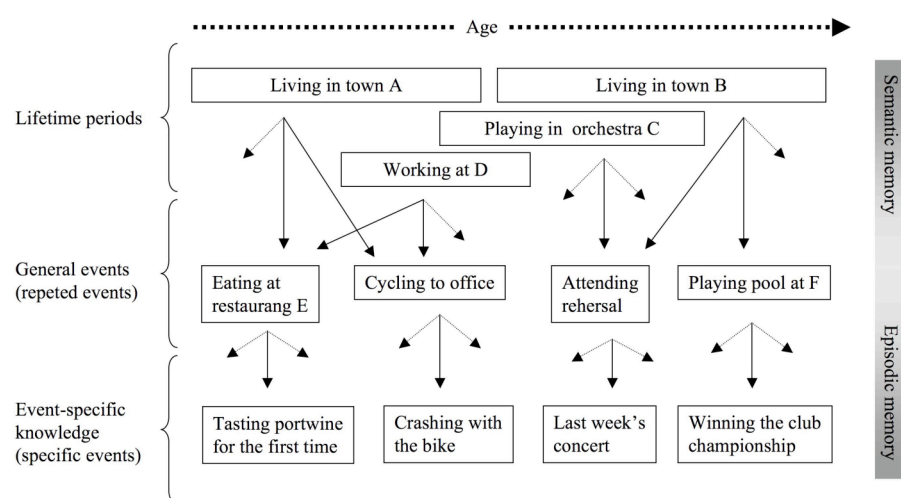 Age
Living in town A
Living in town B
Lifetime periods
Playing in orchestra C
Working at D
Semantic memory
General events
(repeted events)
Eating at
restaurang E
Cycling to office
Attending
rehersal
Playing pool at F
Episodic memory
Event-specific
knowledge
(specific events)
Tasting portwine
for the first time
Crashing with
the bike
Last week's
concert
Winning the club
championship